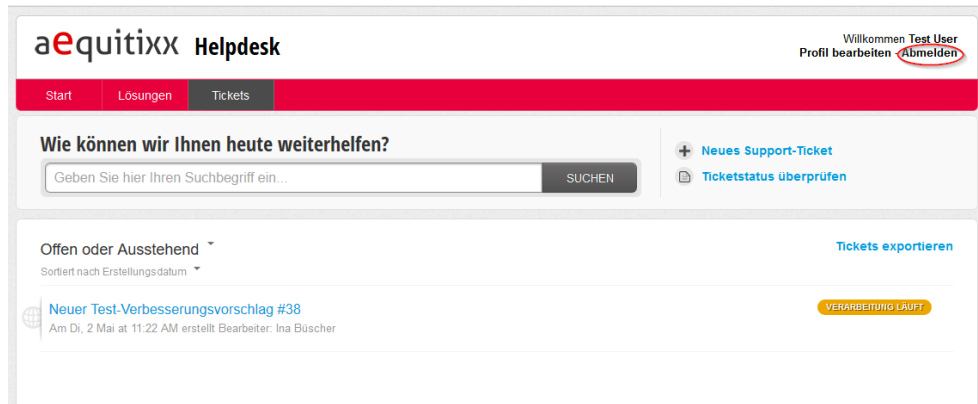 aequitixx Helpdesk
Willkommen Test User
Profil bearbeiten - Abmelden
Start Lösungen Tickets
Wie können wir Ihnen heute weiterhelfen?
Geben Sie hier Ihren Suchbegriff ein... SUCHEN
Neues Support-Ticket
Ticketstatus überprüfen
Offen oder Ausstehend
Tickets exportieren
Sortiert nach Erstellungsdatum
Neuer Test-Verbesserungsvorschlag #38
VERARBEITUNG LÄUFT
Am Di, 2 Mai at 11:22 AM erstellt Bearbeiter: Ina Büscher